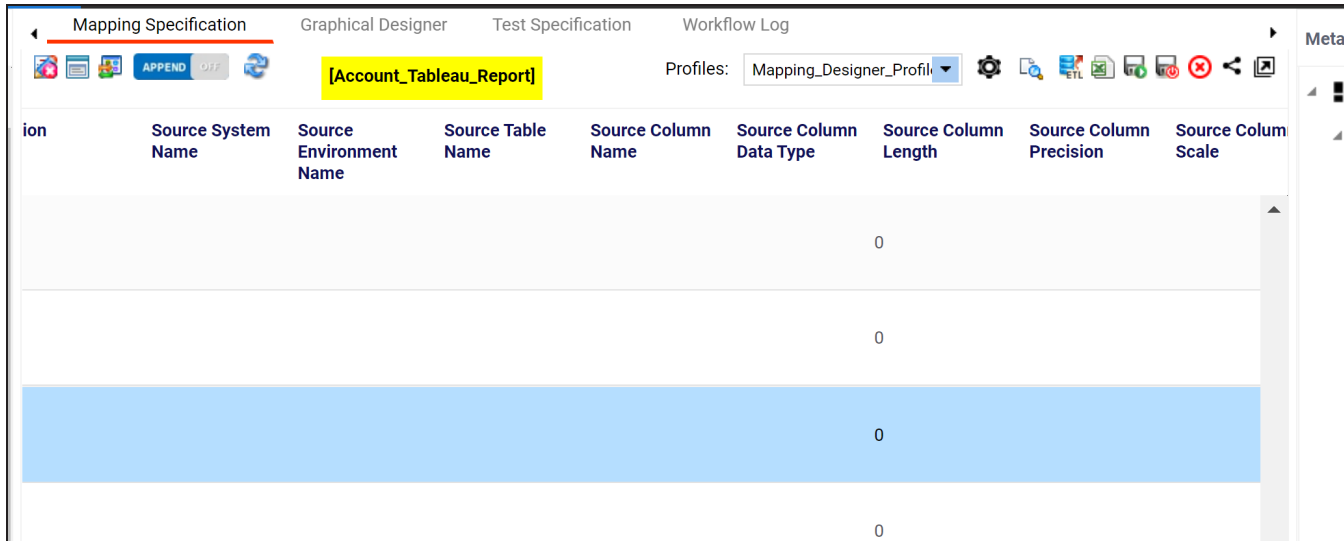 Mapping Specification Graphical Designer Test Specification Workflow Log
Meta
APPEND OFF [Account_Tableau_Report] Profiles: Mapping_Designer_Profil ETL
ion Source System Name Source Environment Name Source Table Name Source Column Name Source Column Data Type Source Column Length Source Column Precision Source Colum Scale
0
0
0
0